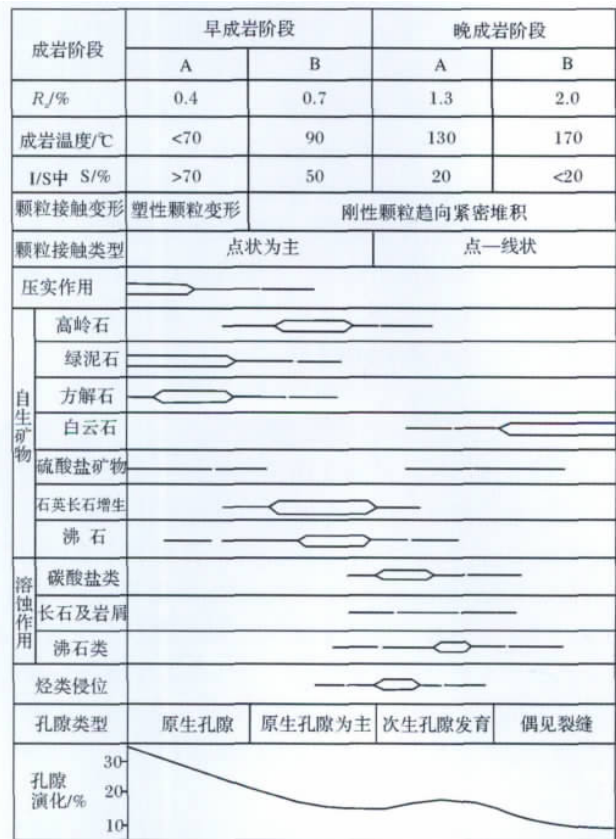 成岩阶段 早成岩阶段 晚成岩阶段
A B A B
R。/% 0.4 0.7 1.3 2.0
成岩温度/℃ <70 90 130 170
I/S中 S/% >70 50 20 <20
颗粒接触变形 塑性颗粒变形 刚性颗粒趋向紧密堆积
颗粒接触类型 点状为主 点—线状
压实作用
自生矿物
高岭石
绿泥石
方解石
白云石
硫酸盐矿物
石英长石增生
沸石
溶蚀作用
碳酸盐类
长石及岩屑
沸石类
烃类侵位
孔隙类型 原生孔隙 原生孔隙为主 次生孔隙发育 偶见裂缝
孔隙演化/%
30
20
10